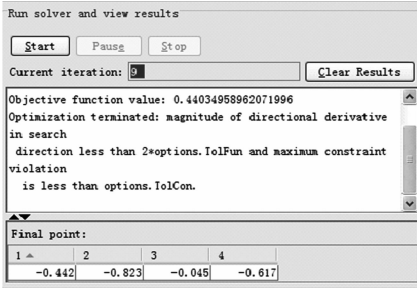 Run solver and view results
Start Pause Stop
Current iteration: 9 Clear Results
Objective function value: 0.44034958962071996
Optimization terminated: magnitude of directional derivative
in search
direction less than 2*options.IolFun and maximum constraint
violation
is less than options.IolCon.
Final point:
1 2 3 4
-0.442 -0.823 -0.045 -0.617